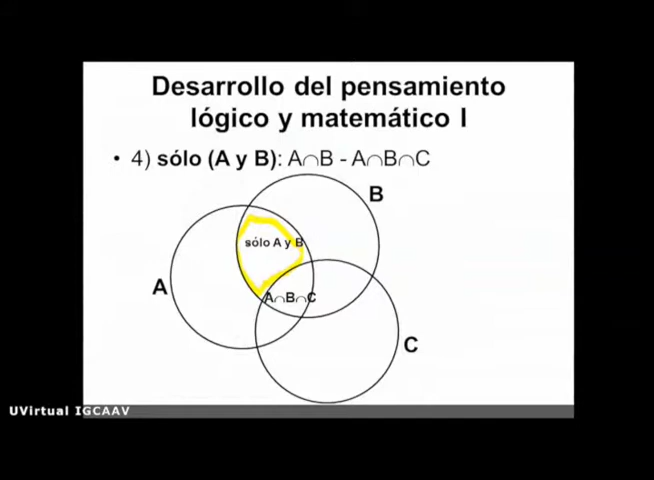 Desarrollo del pensamiento
lógico y matemático I
• 4) sólo (A y B): A∩B - A∩B∩C
B
sólo A y B
A
A∩B∩C
C
UVirtual IGCAAV